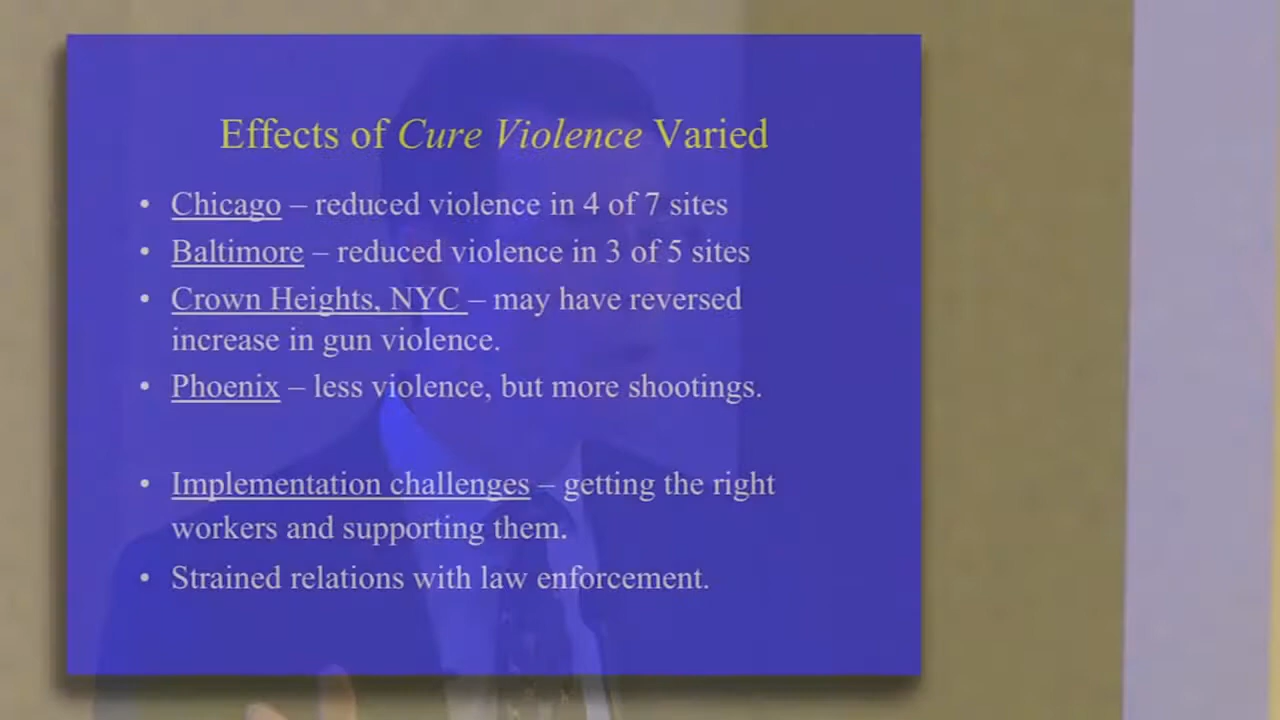 Effects of Cure Violence Varied
• Chicago – reduced violence in 4 of 7 sites
• Baltimore – reduced violence in 3 of 5 sites
• Crown Heights, NYC – may have reversed
increase in gun violence.
• Phoenix – less violence, but more shootings.
• Implementation challenges – getting the right
workers and supporting them.
• Strained relations with law enforcement.